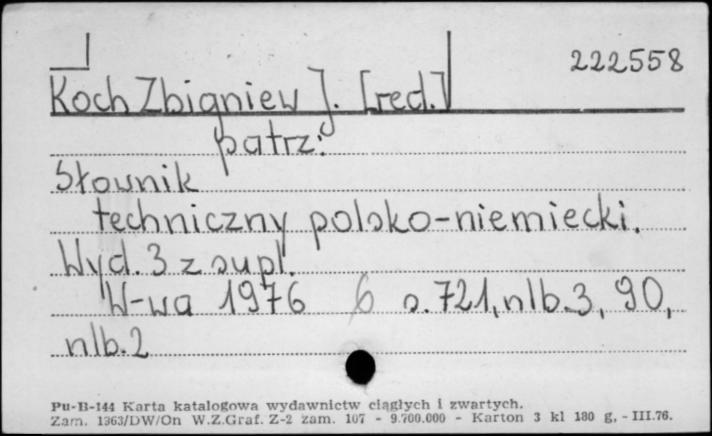 222558
Koch Zbigniew J. [red.]
patrz:
Słownik
techniczny polsko-niemiecki.
Wyd. 3 z supl.
W-wa 1976 6 s. 721, nlb. 3, 90,
nlb. 2
Pu-B-144 Karta katalogowa wydawnictw ciągłych i zwartych.
Zam. 1363/DW/On W.Z.Graf. Z-2 zam. 107 - 9.700.000 - Karton 3 kl 180 g. - III.76.